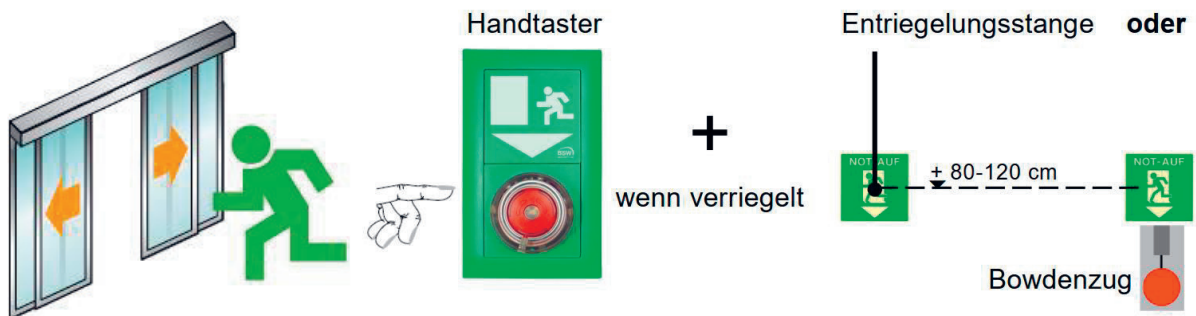 Handtaster
Entriegelungsstange oder
+
NOT-AUF
+ 80-120 cm
NOT-AUF
wenn verriegelt
Bowdenzug